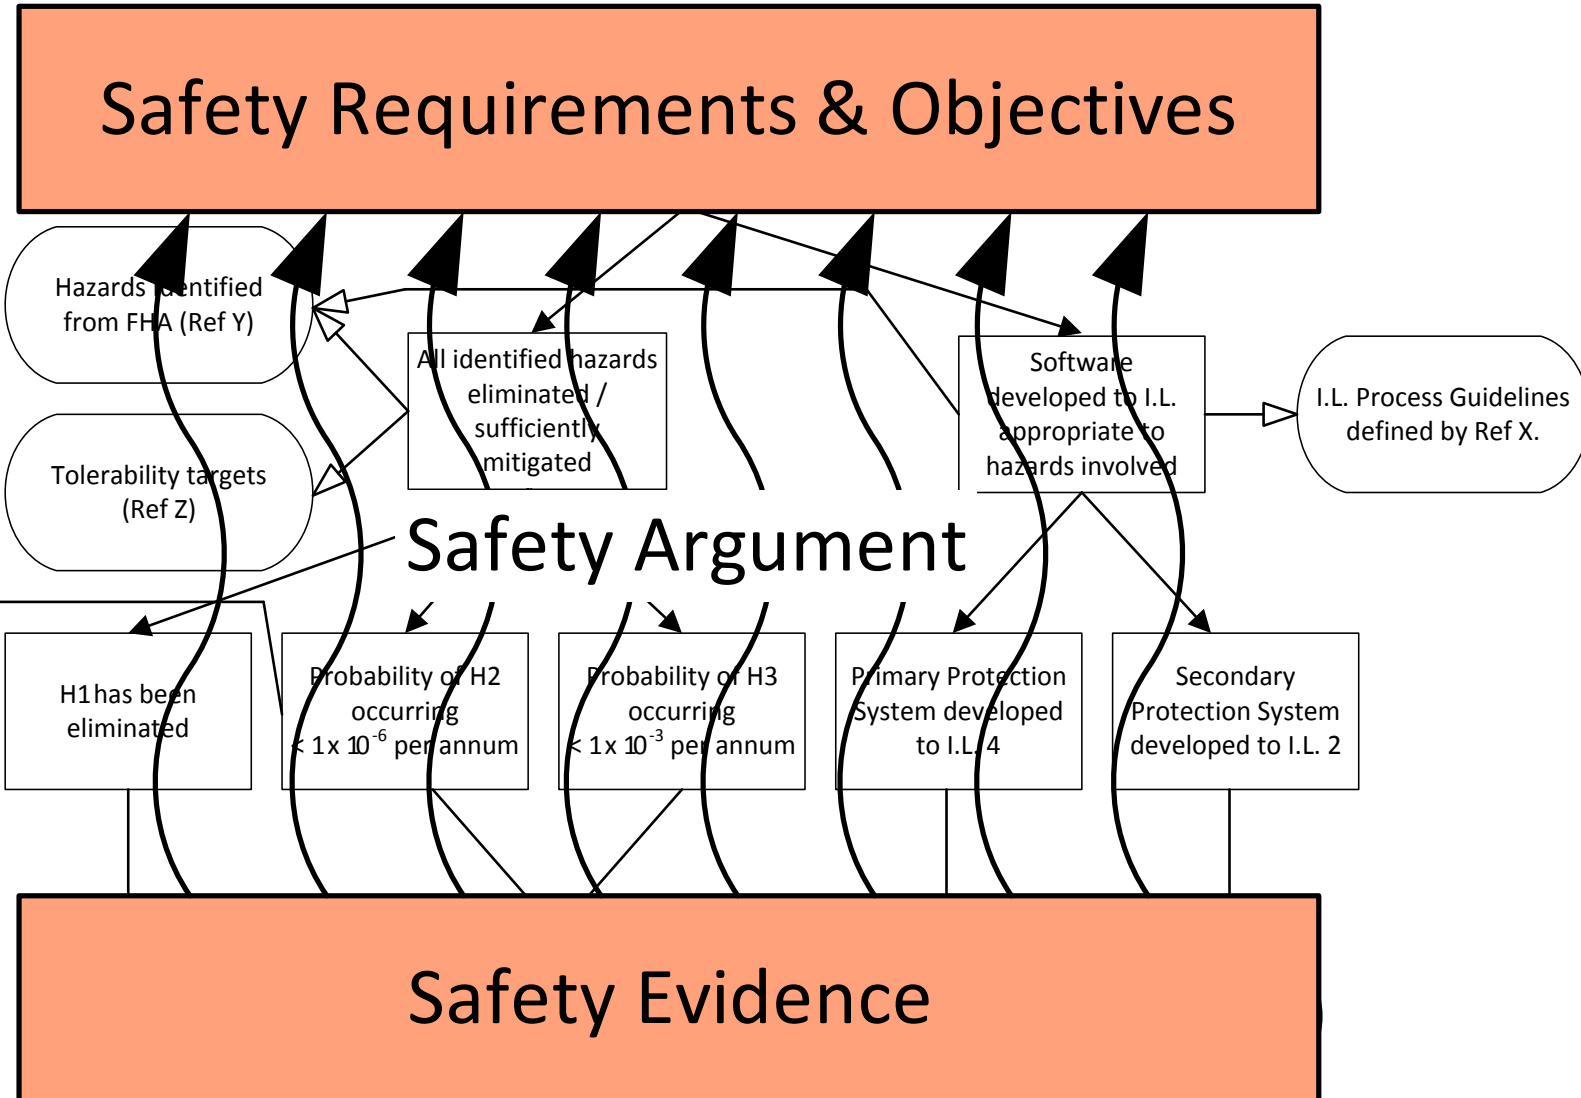 Safety Requirements & Objectives
Hazards identified
from FHA (Ref Y)
All identified hazards
eliminated /
sufficiently
mitigated
Software
developed to I.L.
appropriate to
hazards involved
I.L. Process Guidelines
defined by Ref X.
Tolerability targets
(Ref Z)
Safety Argument
H1 has been
eliminated
Probability of H2
occurring
< 1 x 10⁻⁶ per annum
Probability of H3
occurring
< 1 x 10⁻³ per annum
Primary Protection
System developed
to I.L. 4
Secondary
Protection System
developed to I.L. 2
Safety Evidence